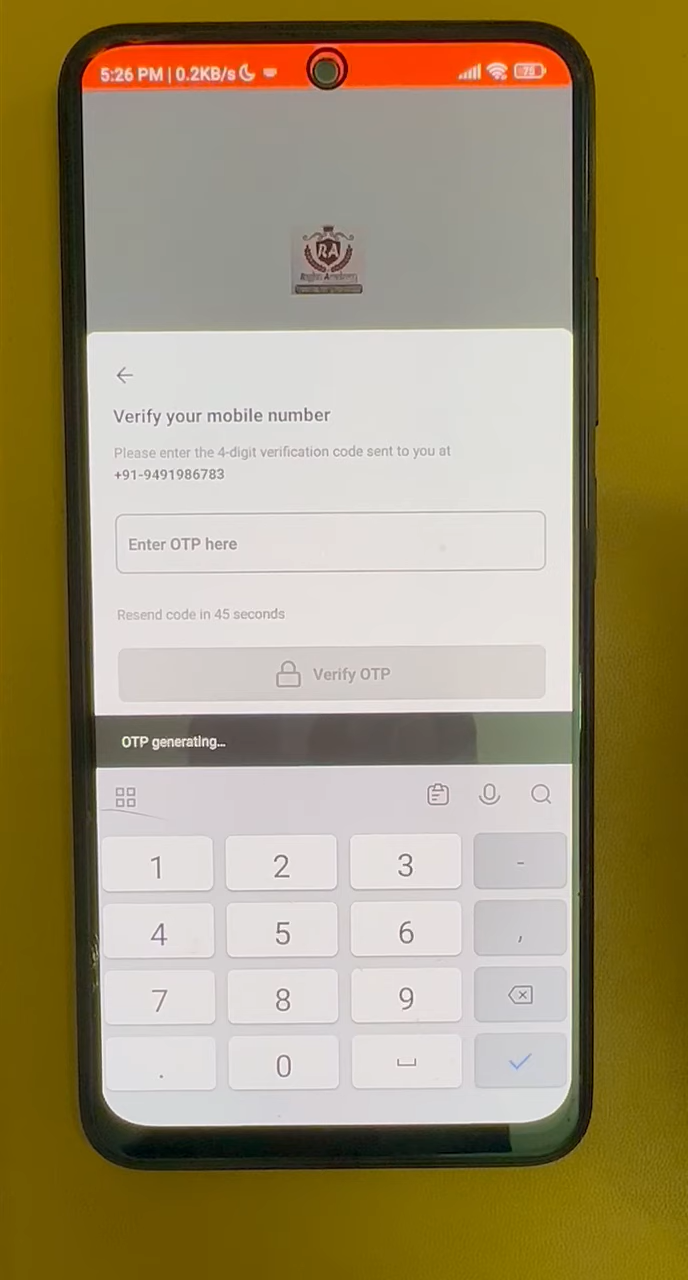 5:26 PM | 0.2KB/s
75
RA
Verify your mobile number
Please enter the 4-digit verification code sent to you at
+91-9491986783
Enter OTP here
Resend code in 45 seconds
Verify OTP
OTP generating...
1 2 3 -
4 5 6 ,
7 8 9
. 0